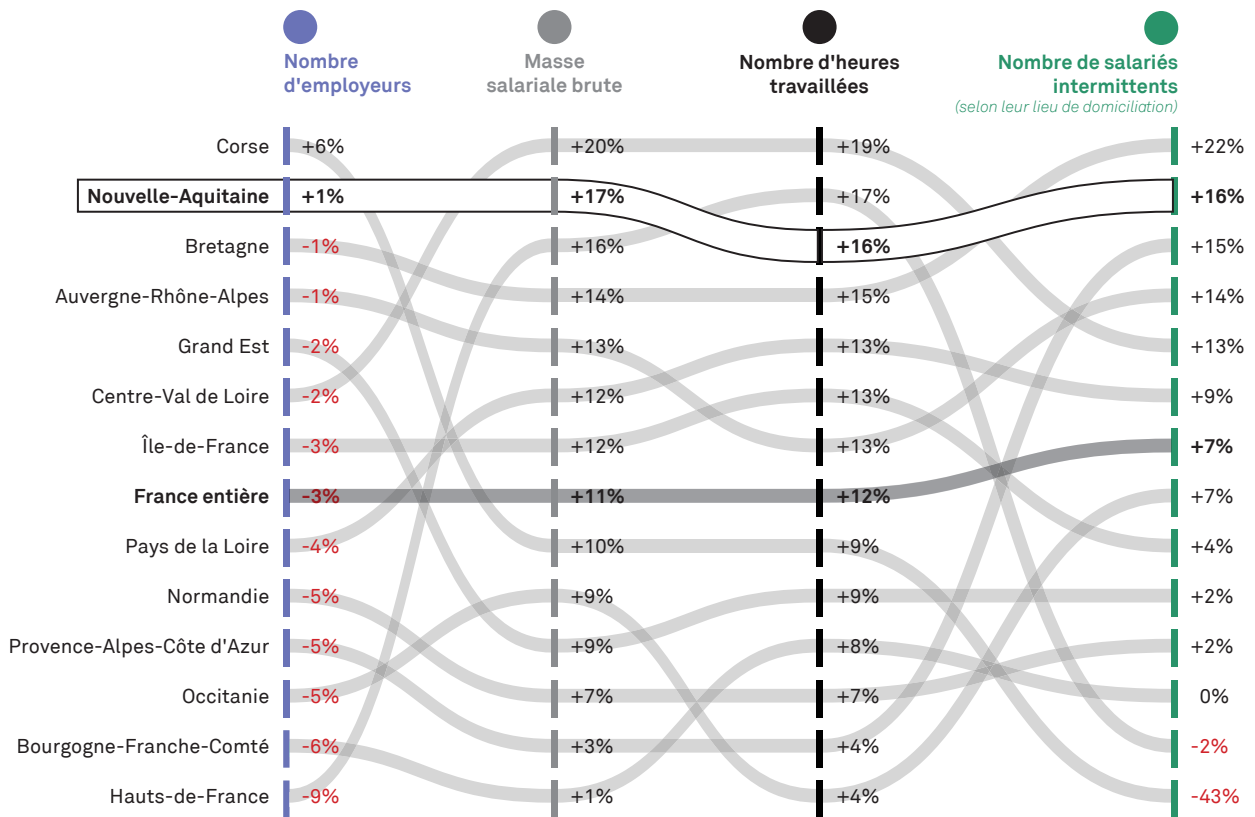 Nombre
d'employeurs
Masse
salariale brute
Nombre d'heures
travaillées
Nombre de salariés
intermittents
(selon leur lieu de domiciliation)
Corse +6% +20% +19% +22%
Nouvelle-Aquitaine +1% +17% +17% +16%
Bretagne -1% +16% +16% +15%
Auvergne-Rhône-Alpes -1% +14% +15% +14%
Grand Est -2% +13% +13% +13%
Centre-Val de Loire -2% +12% +13% +9%
Île-de-France -3% +12% +13% +7%
France entière -3% +11% +12% +7%
Pays de la Loire -4% +10% +9% +4%
Normandie -5% +9% +9% +2%
Provence-Alpes-Côte d'Azur -5% +9% +8% +2%
Occitanie -5% +7% +7% 0%
Bourgogne-Franche-Comté -6% +3% +4% -2%
Hauts-de-France -9% +1% +4% -43%